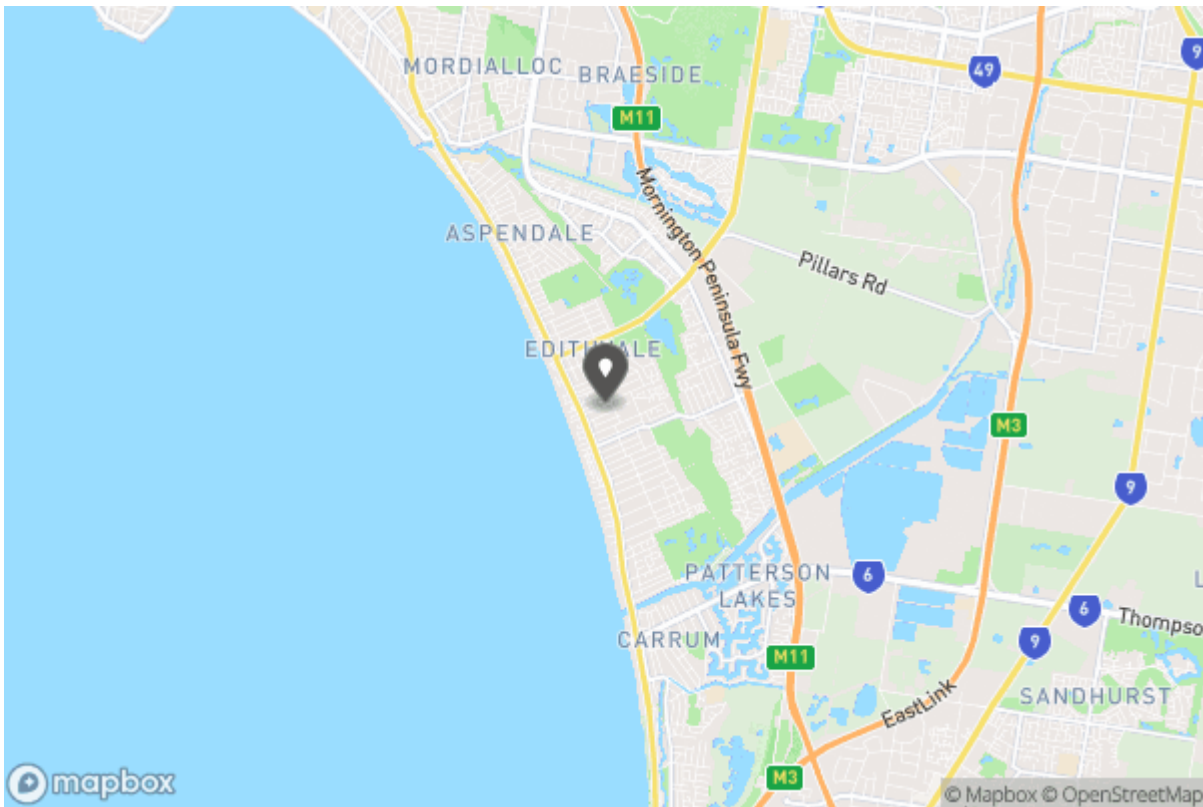 MORDIALLOC
BRAESIDE
49
9
M11
Mornington Peninsula Fwy
ASPENDALE
Pillars Rd
EDITHVALE
M3
9
PATTERSON
LAKES
6
6
Thompso
9
CARRUM
M11
SANDHURST
EastLink
M3
mapbox
© Mapbox © OpenStreetMap